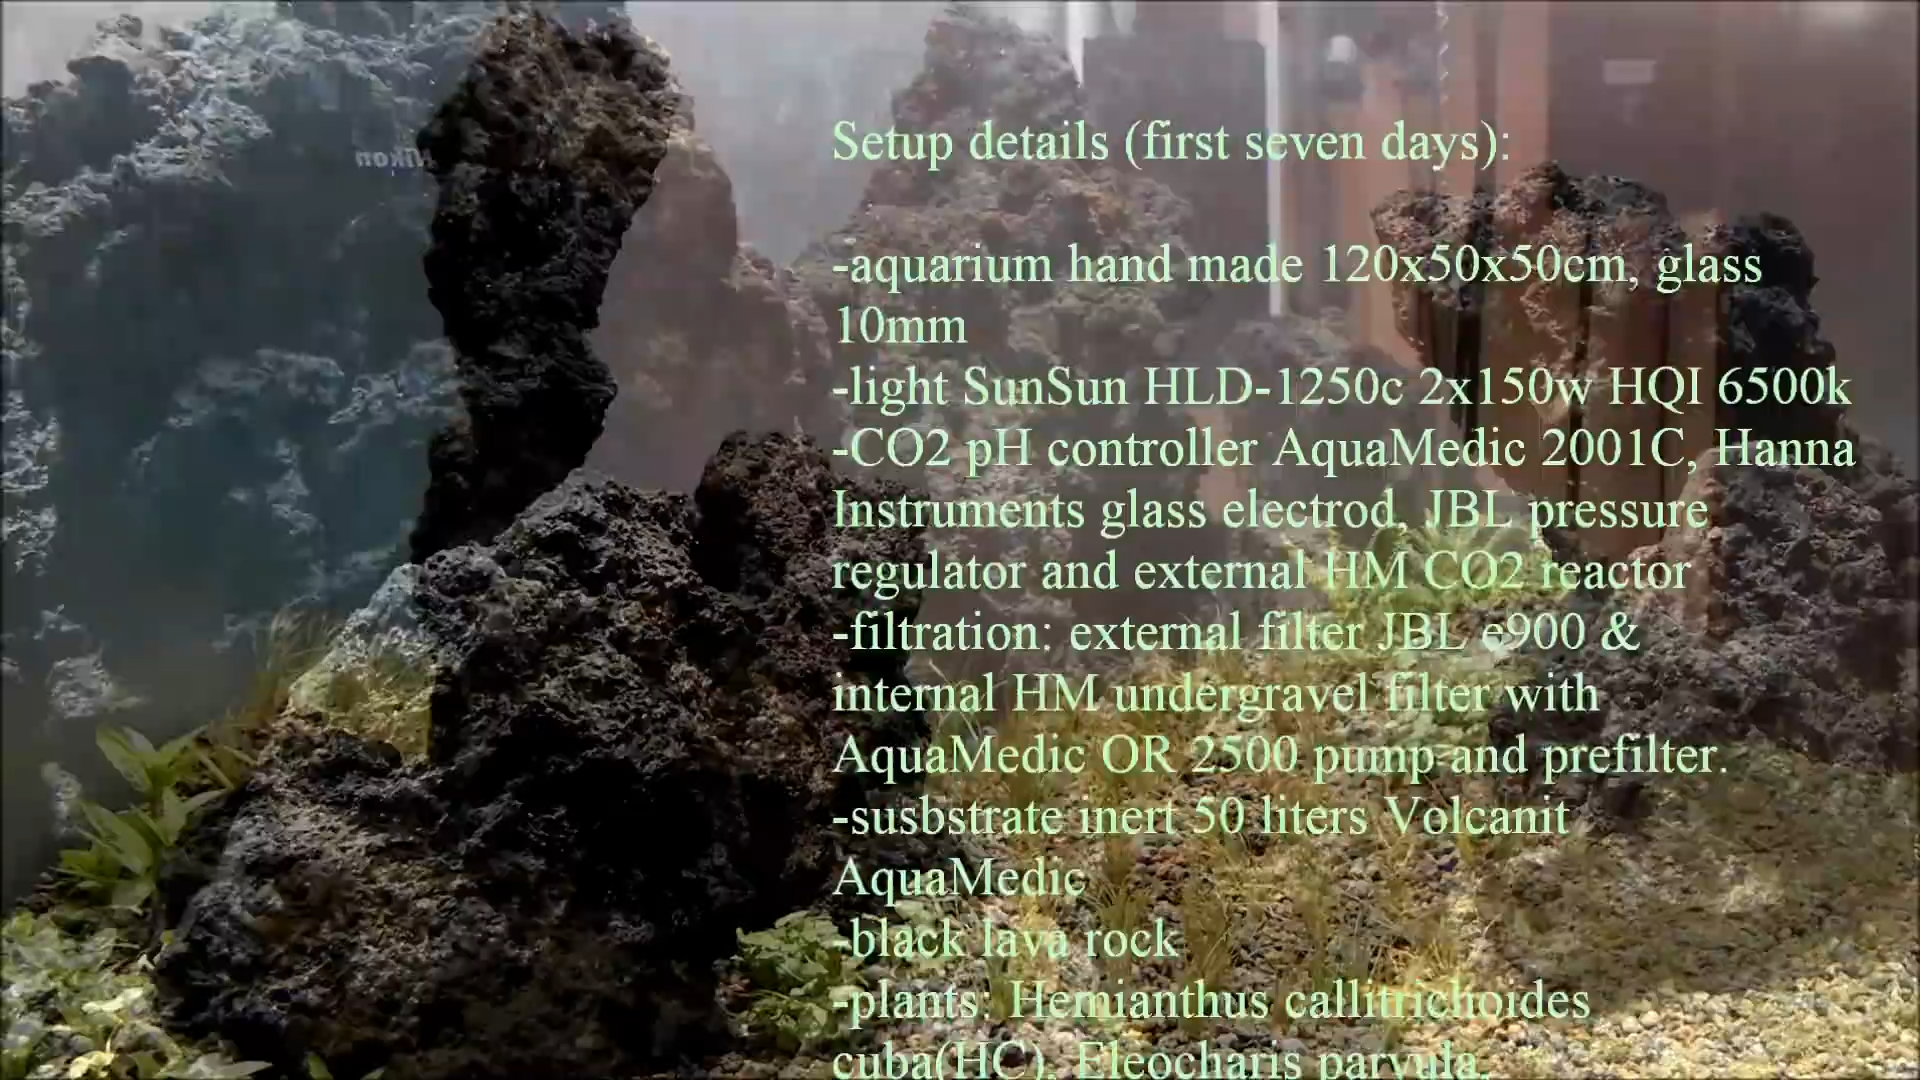 Nikon
Setup details (first seven days):
-aquarium hand made 120x50x50cm, glass
10mm
-light SunSun HLD-1250c 2x150w HQI 6500k
-CO2 pH controller AquaMedic 2001C, Hanna
Instruments glass electrod, JBL pressure
regulator and external HM CO2 reactor
-filtration: external filter JBL e900 &
internal HM undergravel filter with
AquaMedic OR 2500 pump and prefilter.
-susbstrate inert 50 liters Volcanit
AquaMedic
-black lava rock
-plants: Hemianthus callitrichoides
cuba(HC), Eleocharis parvula,